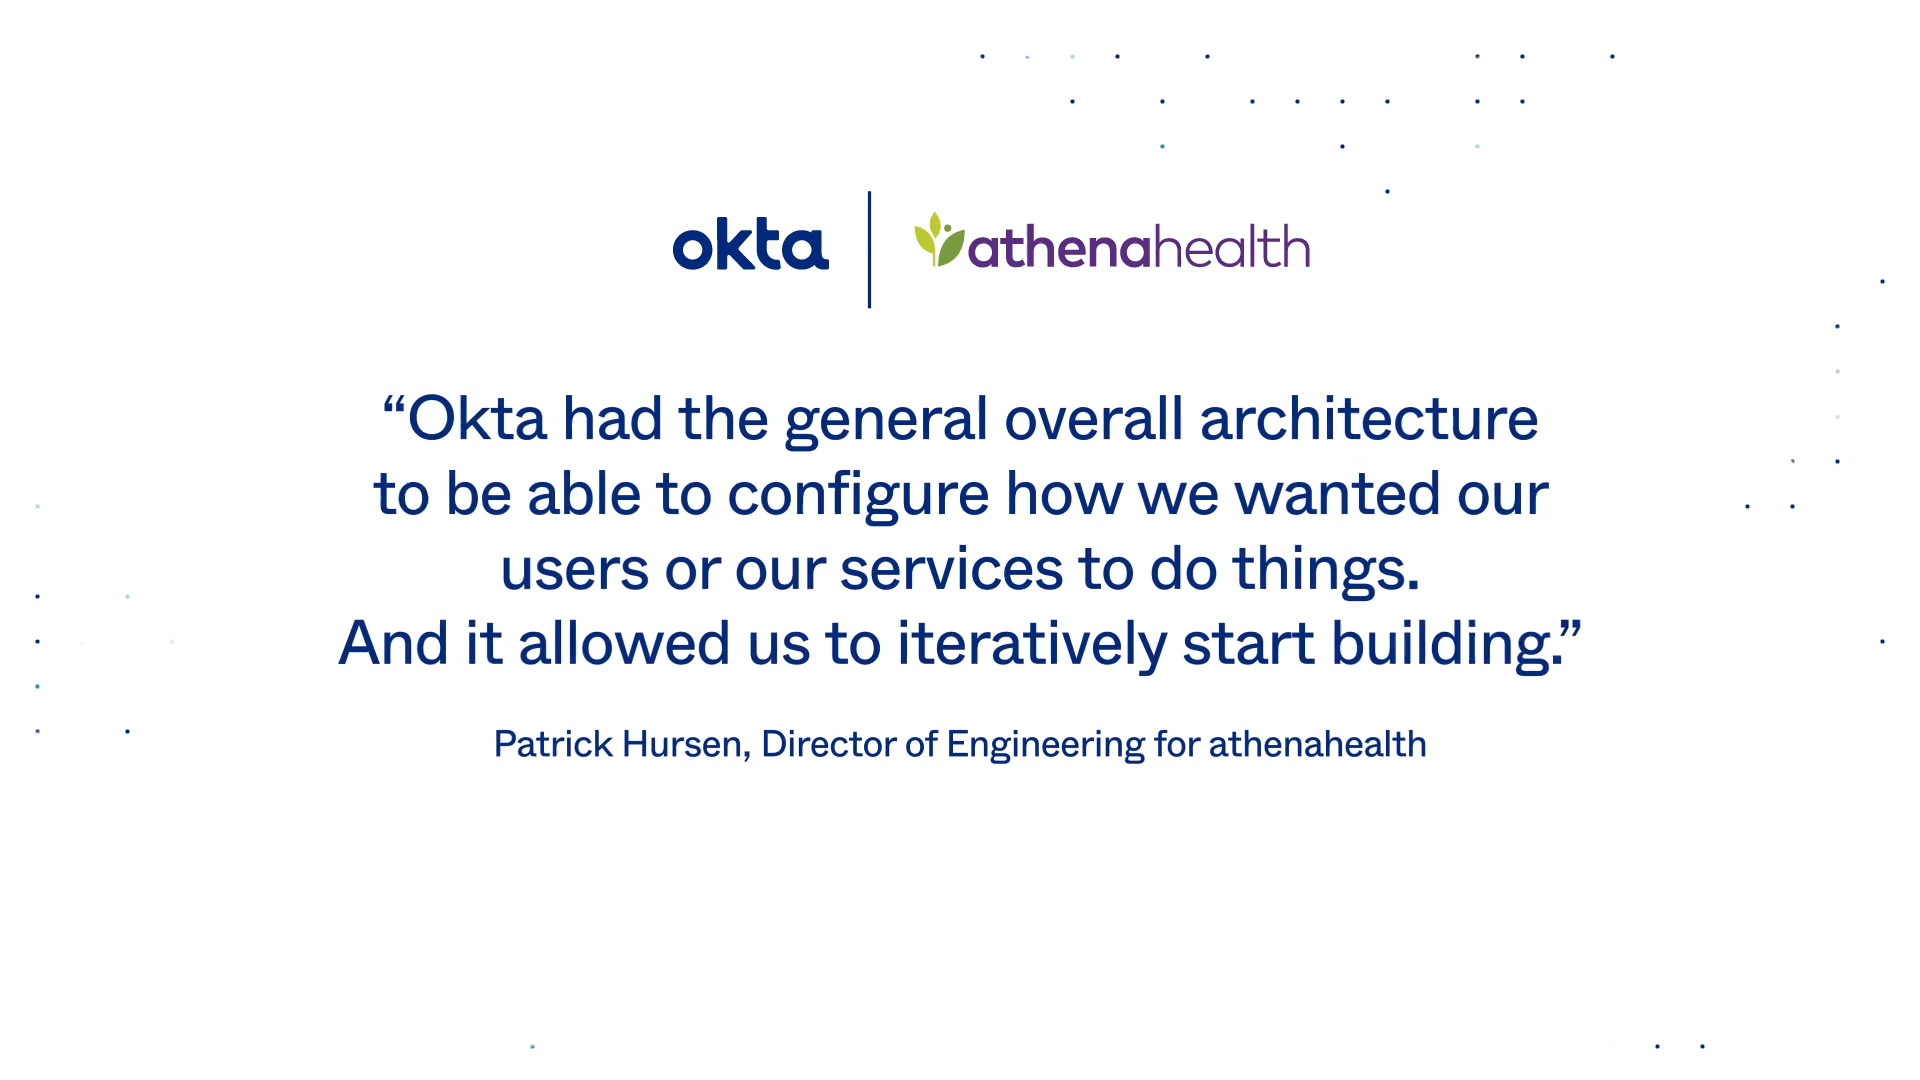 okta athenahealth
“Okta had the general overall architecture
to be able to configure how we wanted our
users or our services to do things.
And it allowed us to iteratively start building.”
Patrick Hursen, Director of Engineering for athenahealth